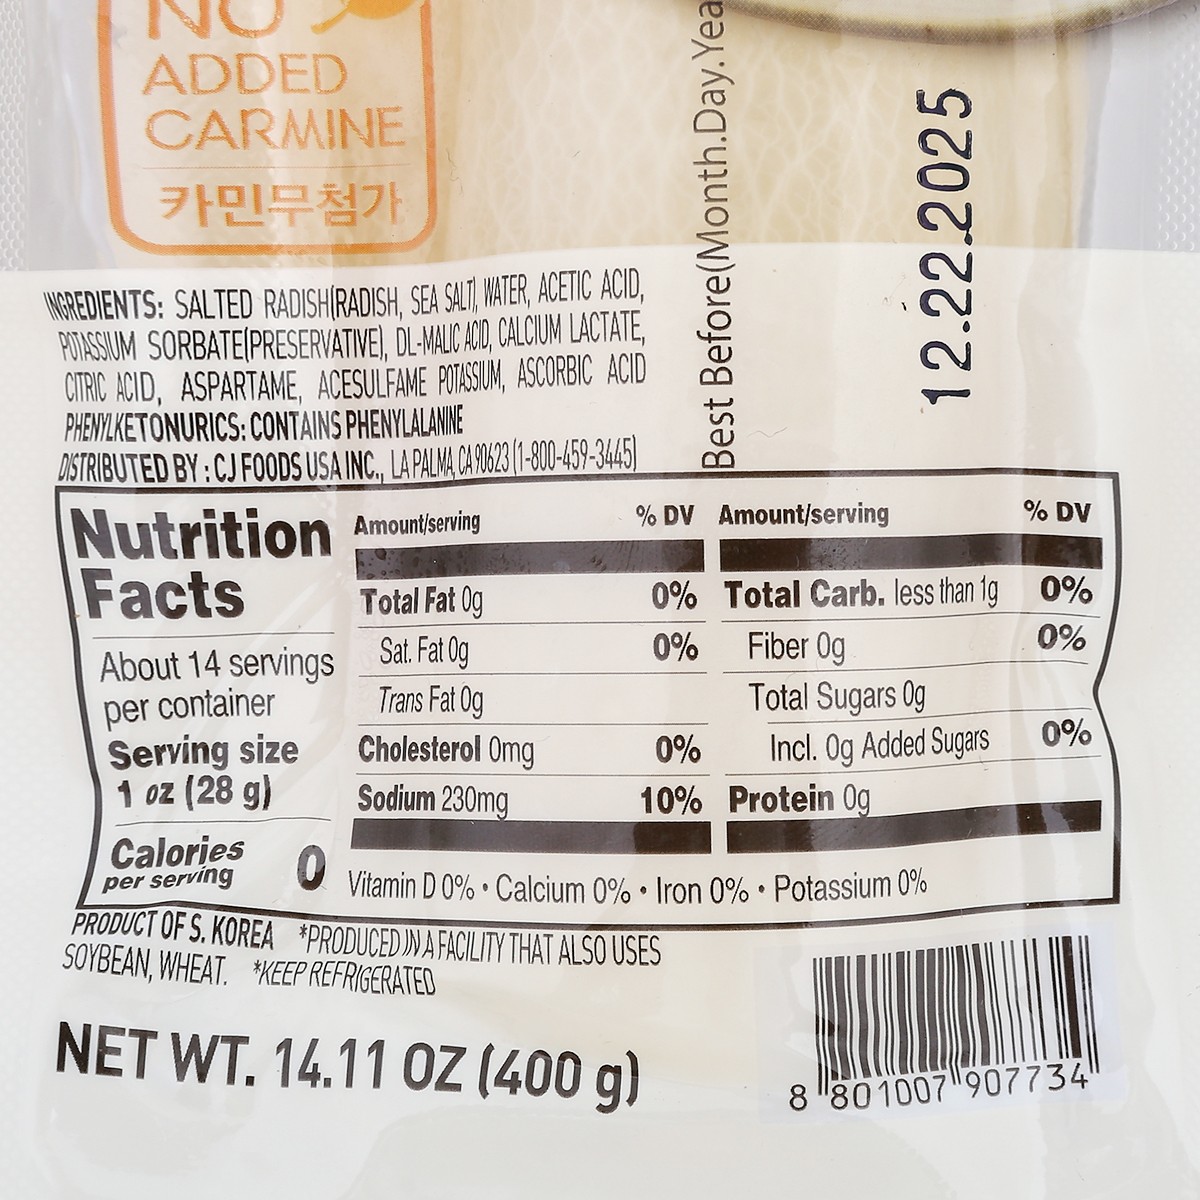 NO
ADDED
CARMINE
카민무첨가
Best Before(Month.Day.Yea
12.22.2025
INGREDIENTS: SALTED RADISH(RADISH, SEA SALT), WATER, ACETIC ACID,
POTASSIUM SORBATE(PRESERVATIVE), DL-MALIC ACID, CALCIUM LACTATE,
CITRIC ACID, ASPARTAME, ACESULFAME POTASSIUM, ASCORBIC ACID
PHENYLKETONURICS: CONTAINS PHENYLALANINE
DISTRIBUTED BY : CJ FOODS USA INC., LA PALMA, CA 90623 (1-800-459-3445)
Nutrition
Facts
About 14 servings
per container
Serving size
1 oz (28 g)
Calories
per serving
0
Amount/serving % DV
Total Fat 0g 0%
Sat. Fat 0g 0%
Trans Fat 0g
Cholesterol 0mg 0%
Sodium 230mg 10%
Amount/serving % DV
Total Carb. less than 1g 0%
Fiber 0g 0%
Total Sugars 0g
Incl. 0g Added Sugars 0%
Protein 0g
Vitamin D 0% • Calcium 0% • Iron 0% • Potassium 0%
PRODUCT OF S. KOREA *PRODUCED IN A FACILITY THAT ALSO USES
SOYBEAN, WHEAT. *KEEP REFRIGERATED
NET WT. 14.11 OZ (400 g)
8 801007 907734